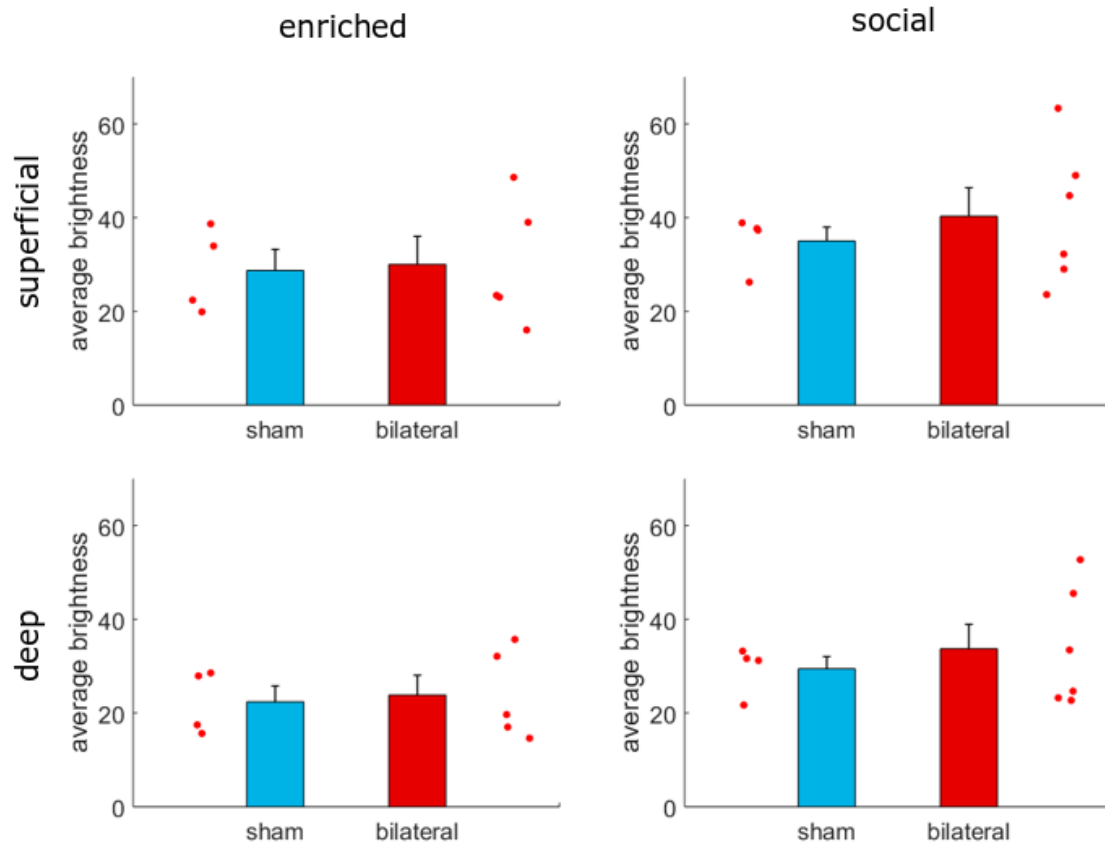 enriched
social
superficial
average brightness
60
40
20
0
sham bilateral
average brightness
60
40
20
0
sham bilateral
deep
average brightness
60
40
20
0
sham bilateral
average brightness
60
40
20
0
sham bilateral